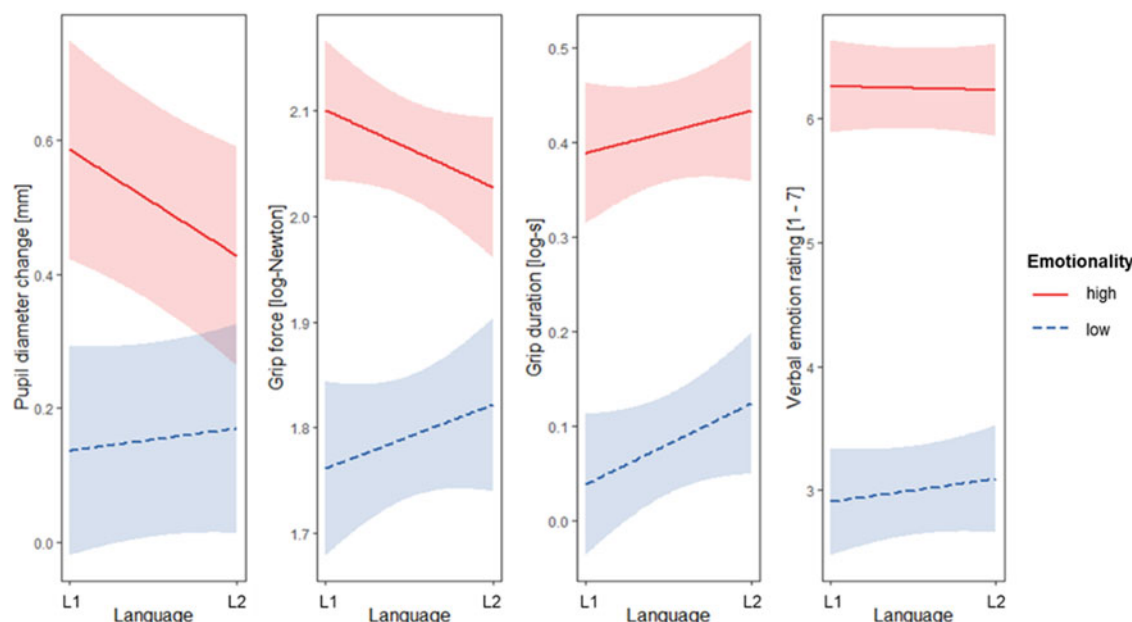 Pupil diameter change [mm]
0.6
0.4
0.2
0.0
L1
L2
Language
Grip force [log-Newton]
2.1
2.0
1.9
1.8
1.7
L1
L2
Language
Grip duration [log-s]
0.5
0.4
0.3
0.2
0.1
0.0
L1
L2
Language
Verbal emotion rating [1 - 7]
6
5
4
3
L1
L2
Language
Emotionality
high
low